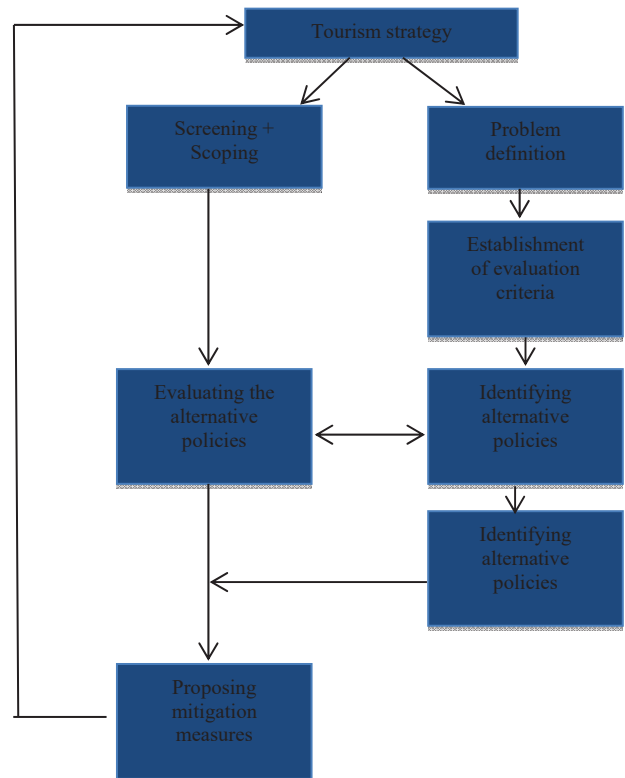 Tourism strategy
Screening +
Scoping
Problem
definition
Establishment
of evaluation
criteria
Evaluating the
alternative
policies
Identifying
alternative
policies
Identifying
alternative
policies
Proposing
mitigation
measures